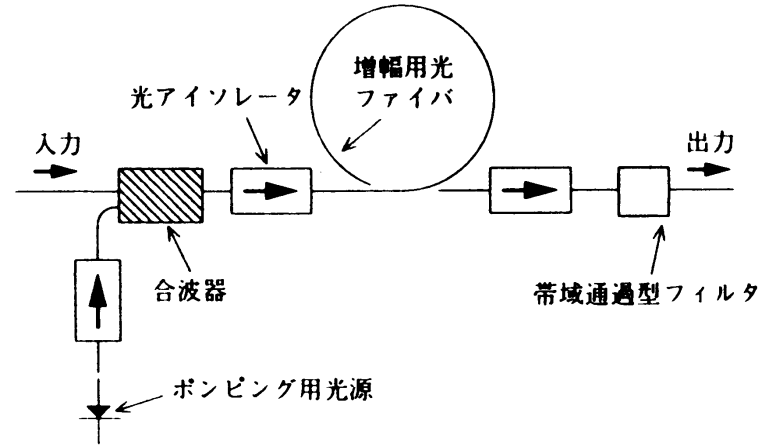 増幅用光
ファイバ
光アイソレータ
入力
出力
合波器
帯域通過型フィルタ
ポンピング用光源